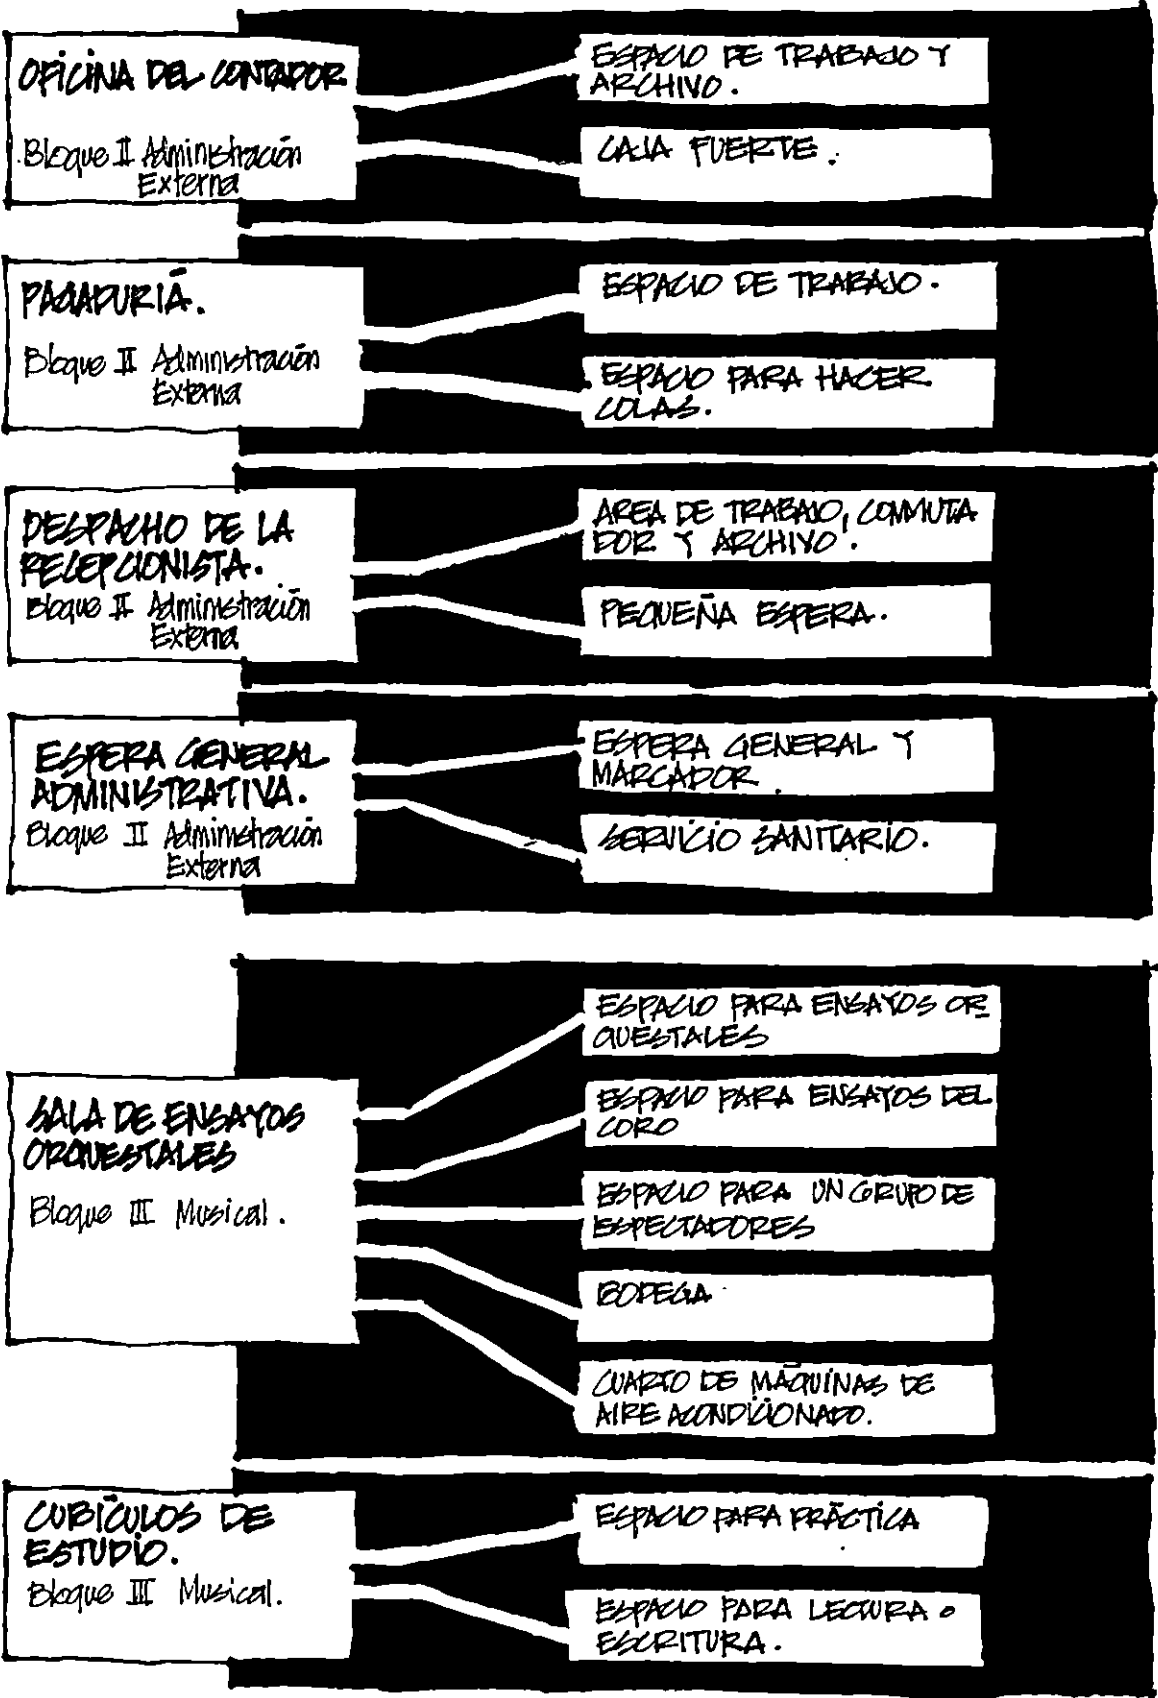 OFICINA DEL CONTADOR
Bloque II Administración
Externa
ESPACIO DE TRABAJO Y
ARCHIVO.
CAJA FUERTE.
PAGADURIÁ.
Bloque II Administración
Externa
ESPACIO DE TRABAJO.
ESPACIO PARA HACER
COLAS.
DESPACHO DE LA
RECEPCIONISTA.
Bloque II Administración
Externa
AREA DE TRABAJO, CONMUTA
DOR Y ARCHIVO.
PEQUEÑA ESPERA.
ESPERA GENERAL
ADMINISTRATIVA.
Bloque II Administración
Externa
ESPERA GENERAL Y
MARCADOR.
SERVICIO SANITARIO.
SALA DE ENSAYOS
ORQUESTALES
Bloque III Musical.
ESPACIO PARA ENSAYOS OR
QUESTALES
ESPACIO PARA ENSAYOS DEL
CORO
ESPACIO PARA UN GRUPO DE
ESPECTADORES
BODEGA
CUARTO DE MÁQUINAS DE
AIRE ACONDICIONADO.
CUBÍCULOS DE
ESTUDIO.
Bloque III Musical.
ESPACIO PARA PRÁCTICA
ESPACIO PARA LECTURA o
ESCRITURA.